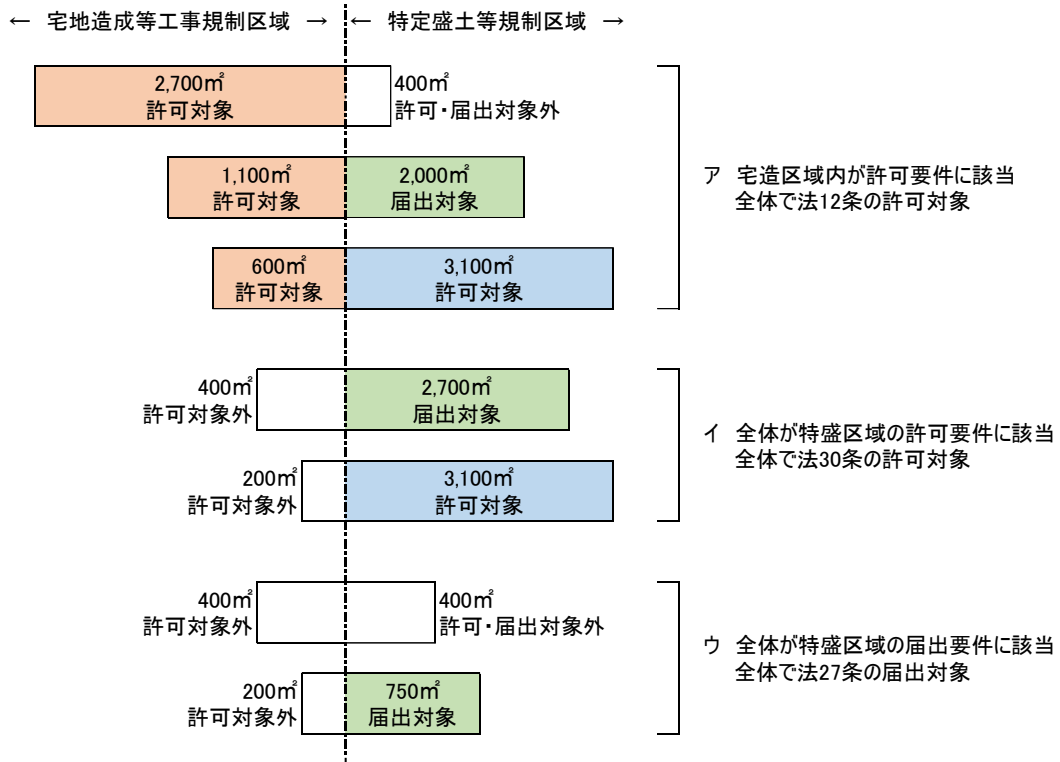 ← 宅地造成等工事規制区域 →
← 特定盛土等規制区域 →
2,700㎡
許可対象
400㎡
許可・届出対象外
1,100㎡
許可対象
2,000㎡
届出対象
600㎡
許可対象
3,100㎡
許可対象
ア 宅造区域内が許可要件に該当
全体で法12条の許可対象
400㎡
許可対象外
2,700㎡
届出対象
200㎡
許可対象外
3,100㎡
許可対象
イ 全体が特盛区域の許可要件に該当
全体で法30条の許可対象
400㎡
許可対象外
400㎡
許可・届出対象外
200㎡
許可対象外
750㎡
届出対象
ウ 全体が特盛区域の届出要件に該当
全体で法27条の届出対象